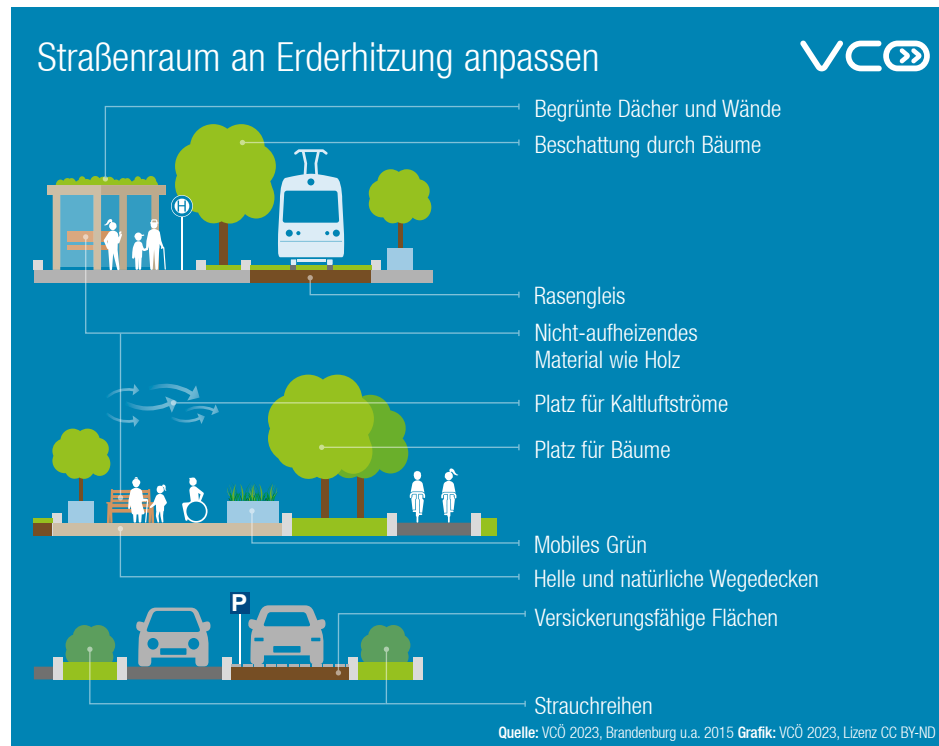 Straßenraum an Erderhitzung anpassen
VCÖ
Begrünte Dächer und Wände
Beschattung durch Bäume
H
Rasengleis
Nicht-aufheizendes
Material wie Holz
Platz für Kaltluftströme
Platz für Bäume
Mobiles Grün
Helle und natürliche Wegedecken
P
Versickerungsfähige Flächen
Strauchreihen
Quelle: VCÖ 2023, Brandenburg u.a. 2015 Grafik: VCÖ 2023, Lizenz CC BY-ND